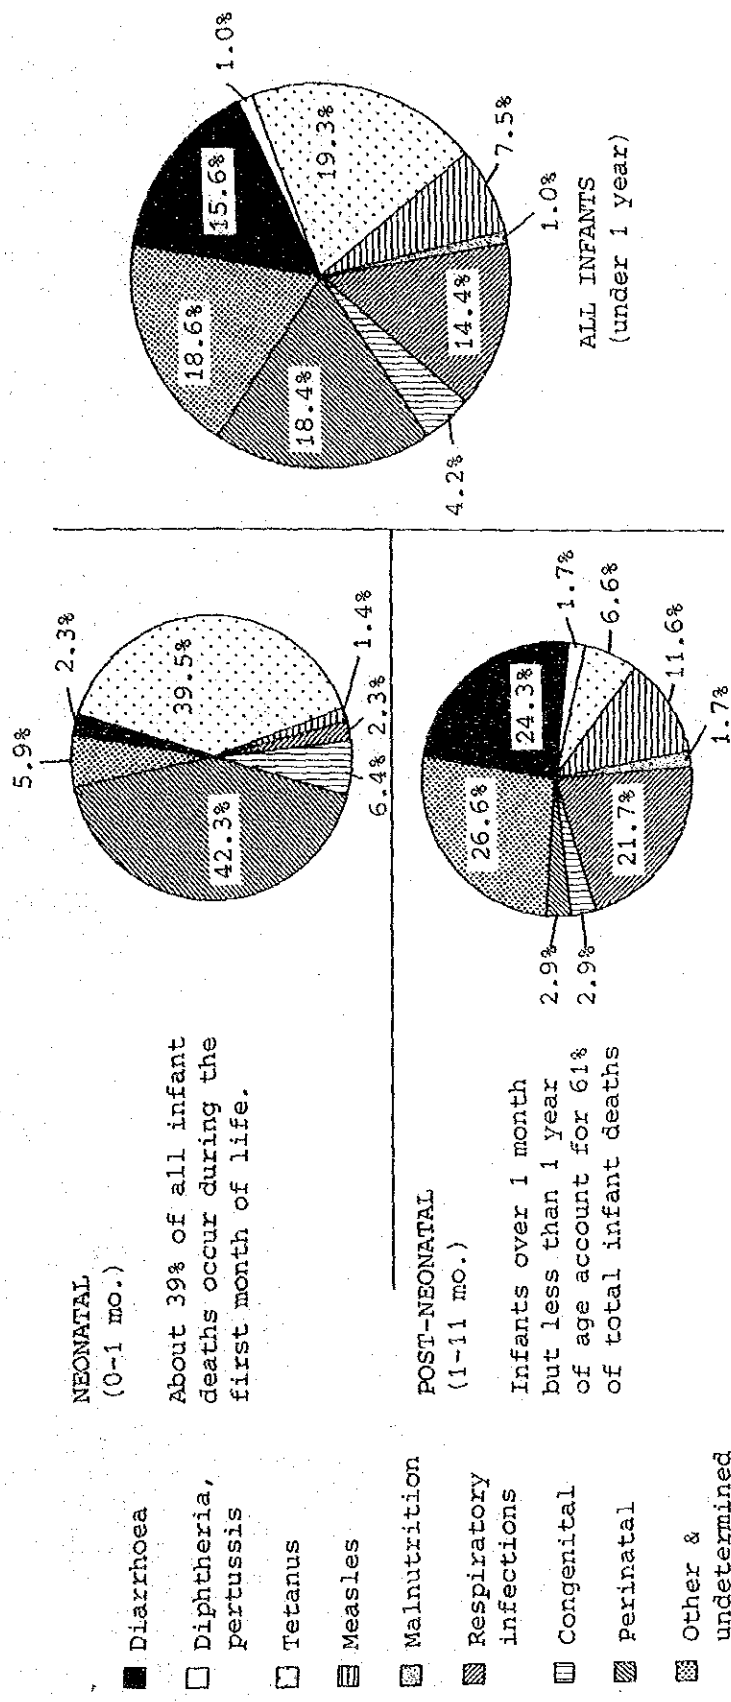 Diarrhoea
Diphtheria,
pertussis
Tetanus
Measles
Malnutrition
Respiratory
infections
Congenital
Perinatal
Other &
undetermined
NEONATAL
(0-1 mo.)
About 39% of all infant
deaths occur during the
first month of life.
5.9%
2.3%
39.5%
1.4%
2.3%
6.4%
42.3%
POST-NEONATAL
(1-11 mo.)
Infants over 1 month
but less than 1 year
of age account for 61%
of total infant deaths
26.6%
24.3%
1.7%
6.6%
11.6%
1.7%
21.7%
2.9%
2.9%
18.6%
15.6%
1.0%
19.3%
7.5%
1.0%
14.4%
4.2%
18.4%
ALL INFANTS
(under 1 year)